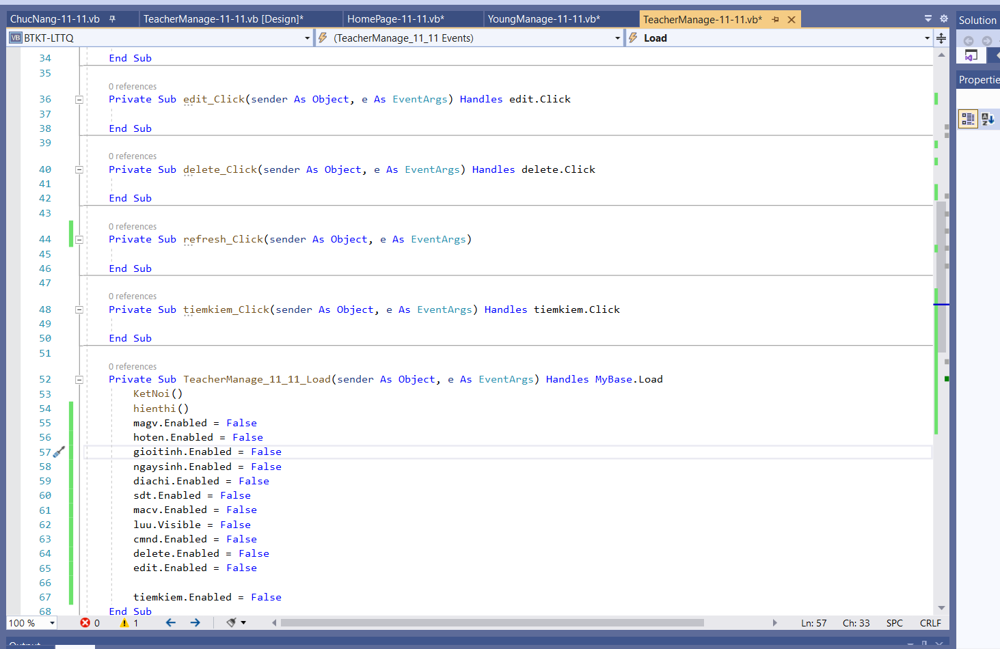 ChucNang-11-11.vb TeacherManage-11-11.vb [Design]* HomePage-11-11.vb* YoungManage-11-11.vb* TeacherManage-11-11.vb* Solution
VB BTKT-LTTQ (TeacherManage_11_11 Events) Load
34 End Sub
35
0 references
36 Private Sub edit_Click(sender As Object, e As EventArgs) Handles edit.Click
37
38 End Sub
39
0 references
40 Private Sub delete_Click(sender As Object, e As EventArgs) Handles delete.Click
41
42 End Sub
43
0 references
44 Private Sub refresh_Click(sender As Object, e As EventArgs)
45
46 End Sub
47
0 references
48 Private Sub tiemkiem_Click(sender As Object, e As EventArgs) Handles tiemkiem.Click
49
50 End Sub
51
0 references
52 Private Sub TeacherManage_11_11_Load(sender As Object, e As EventArgs) Handles MyBase.Load
53 KetNoi()
54 hienthi()
55 magv.Enabled = False
56 hoten.Enabled = False
57 gioitinh.Enabled = False
58 ngaysinh.Enabled = False
59 diachi.Enabled = False
60 sdt.Enabled = False
61 macv.Enabled = False
62 luu.Visible = False
63 cmnd.Enabled = False
64 delete.Enabled = False
65 edit.Enabled = False
66
67 tiemkiem.Enabled = False
68 End Sub
100 % 0 1 Ln: 57 Ch: 33 SPC CRLF
Output
Propertie
A
Z